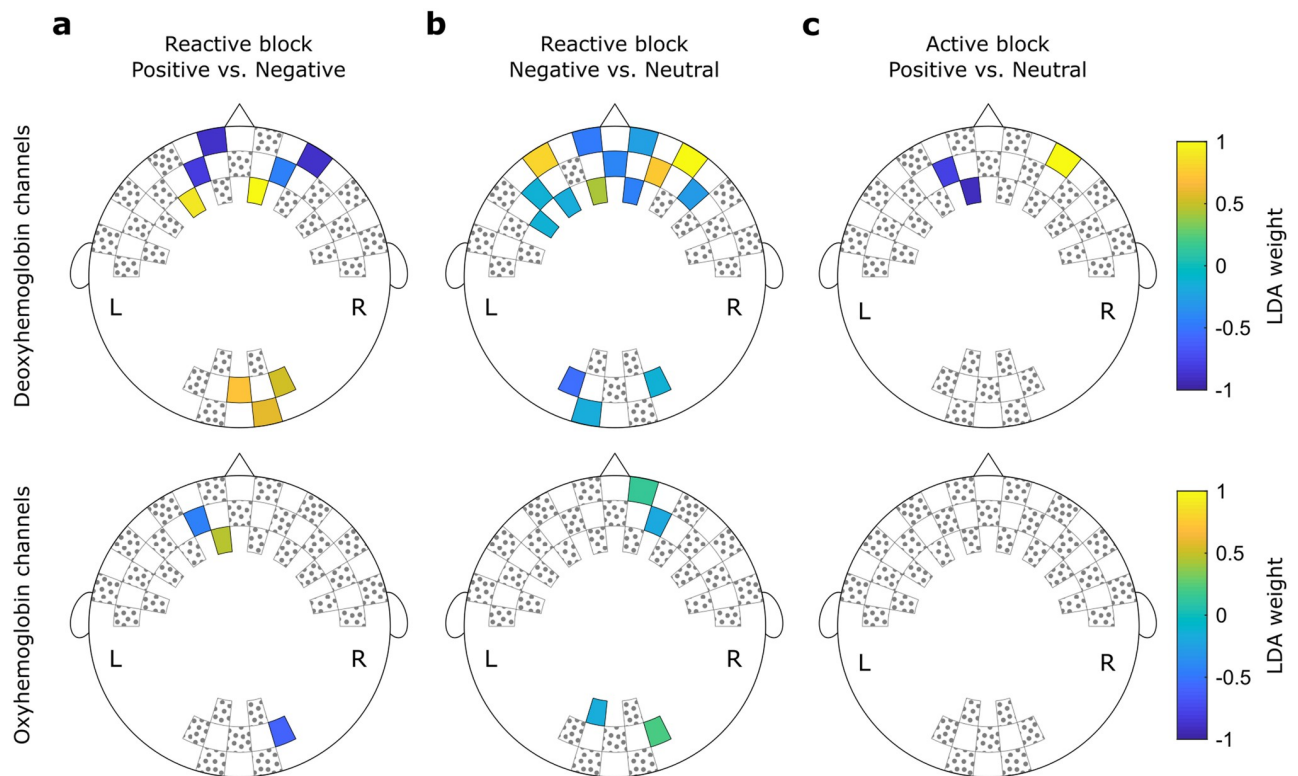 a
Reactive block
Positive vs. Negative
b
Reactive block
Negative vs. Neutral
c
Active block
Positive vs. Neutral
Deoxyhemoglobin channels
L
R
L
R
L
R
1
0.5
0
-0.5
-1
LDA weight
Oxyhemoglobin channels
L
R
L
R
L
R
1
0.5
0
-0.5
-1
LDA weight